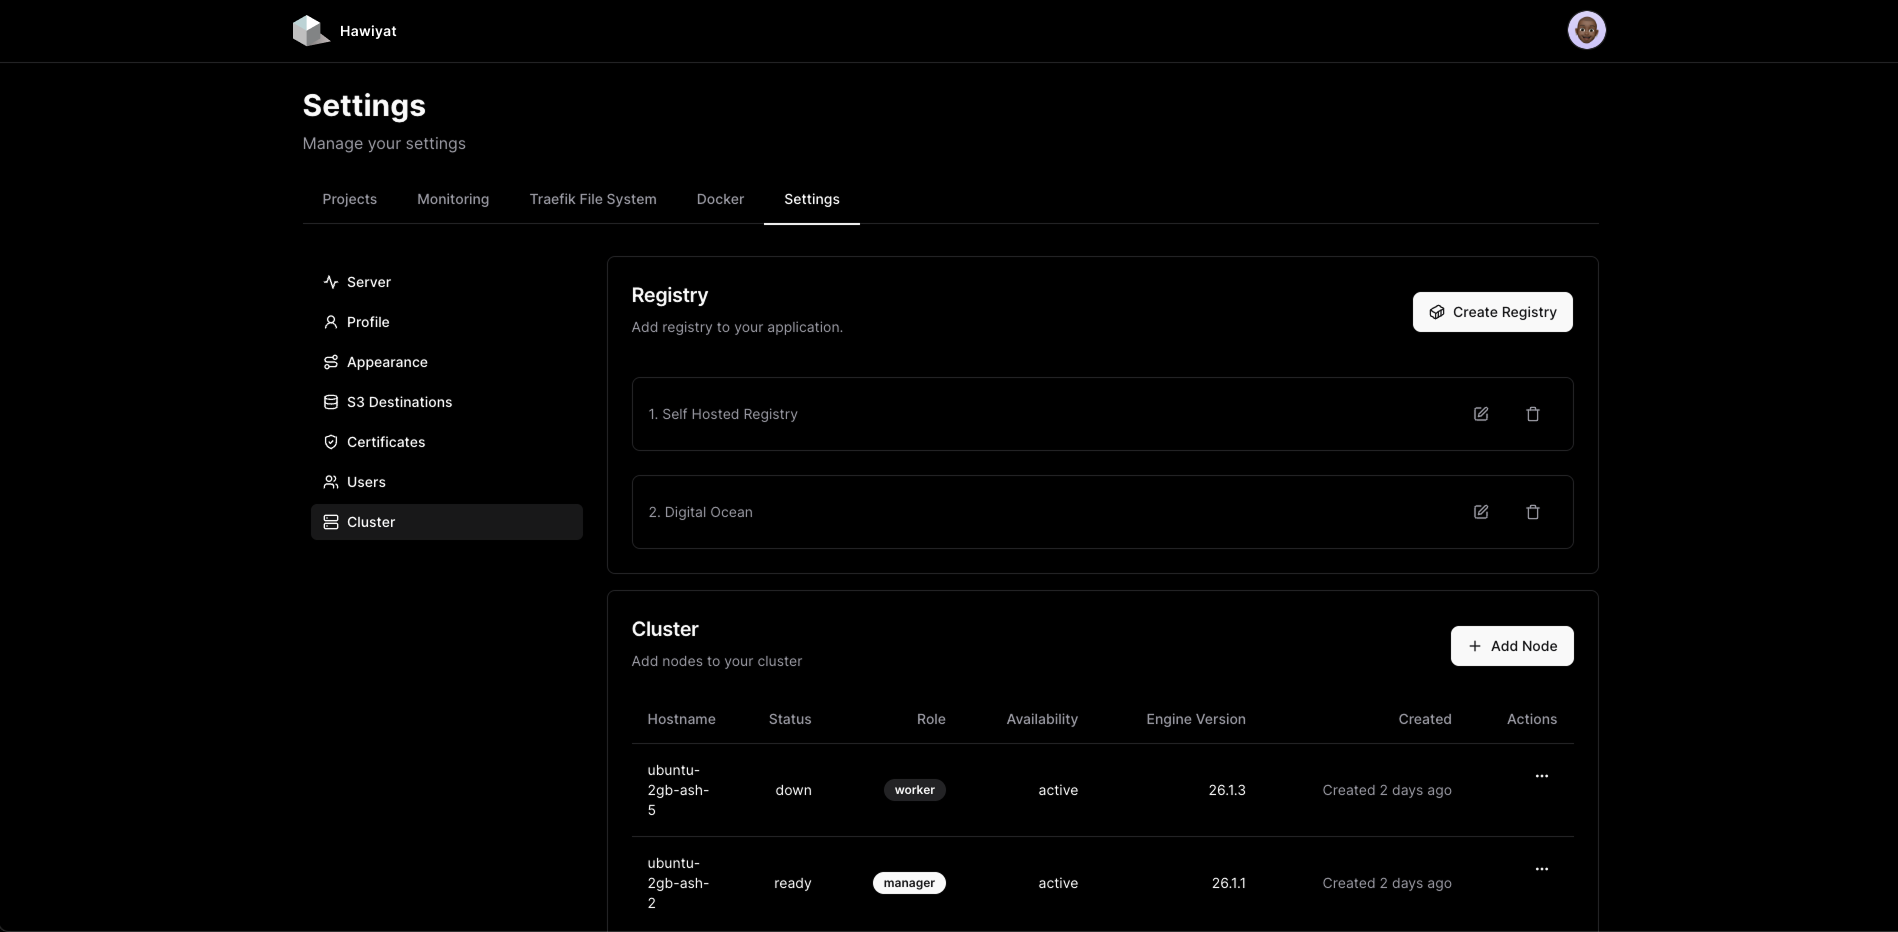 Hawiyat
Settings
Manage your settings
Projects Monitoring Traefik File System Docker Settings
Server
Profile
Appearance
S3 Destinations
Certificates
Users
Cluster
Registry
Add registry to your application.
Create Registry
1. Self Hosted Registry
2. Digital Ocean
Cluster
Add nodes to your cluster
Add Node
Hostname Status Role Availability Engine Version Created Actions
ubuntu-
2gb-ash-
5
down worker active 26.1.3 Created 2 days ago
ubuntu-
2gb-ash-
2
ready manager active 26.1.1 Created 2 days ago